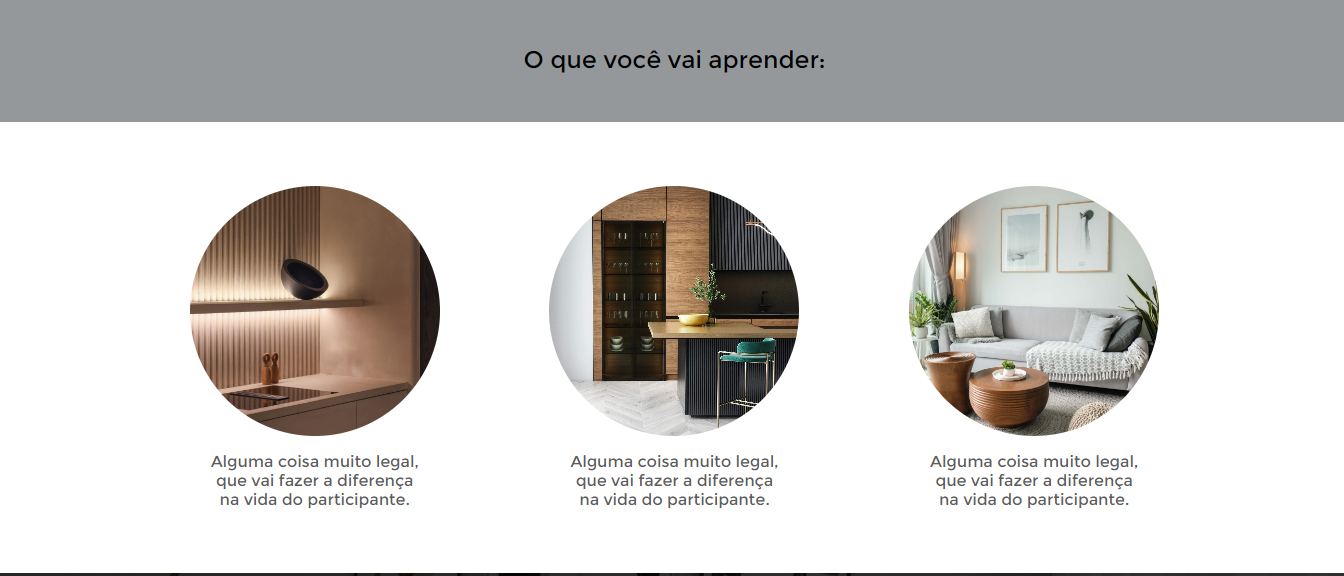 O que você vai aprender:
Alguma coisa muito legal,
que vai fazer a diferença
na vida do participante.
Alguma coisa muito legal,
que vai fazer a diferença
na vida do participante.
Alguma coisa muito legal,
que vai fazer a diferença
na vida do participante.